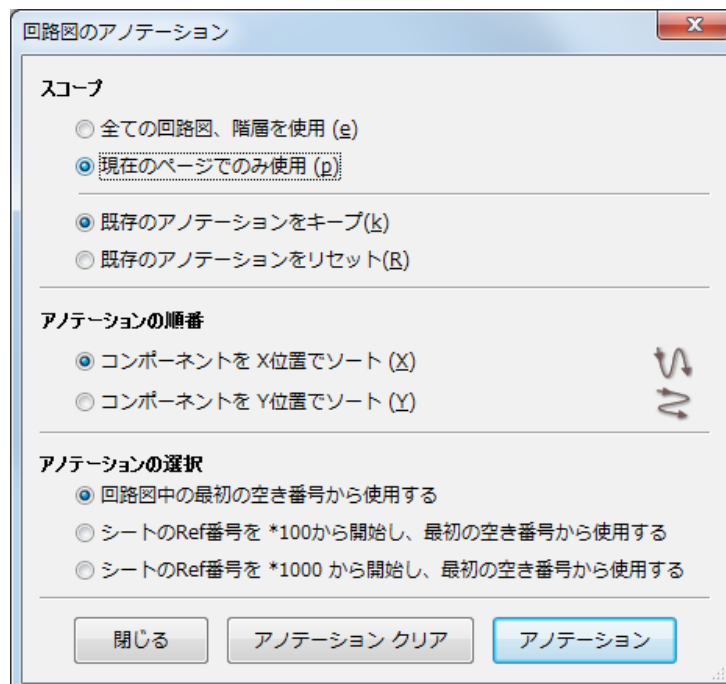 回路図のアノテーション
スコープ
全ての回路図、階層を使用 (e)
現在のページでのみ使用 (p)
既存のアノテーションをキープ(k)
既存のアノテーションをリセット(R)
アノテーションの順番
コンポーネントを X位置でソート (X)
コンポーネントを Y位置でソート (Y)
アノテーションの選択
回路図中の最初の空き番号から使用する
シートのRef番号を *100から開始し、最初の空き番号から使用する
シートのRef番号を *1000 から開始し、最初の空き番号から使用する
閉じる
アノテーション クリア
アノテーション